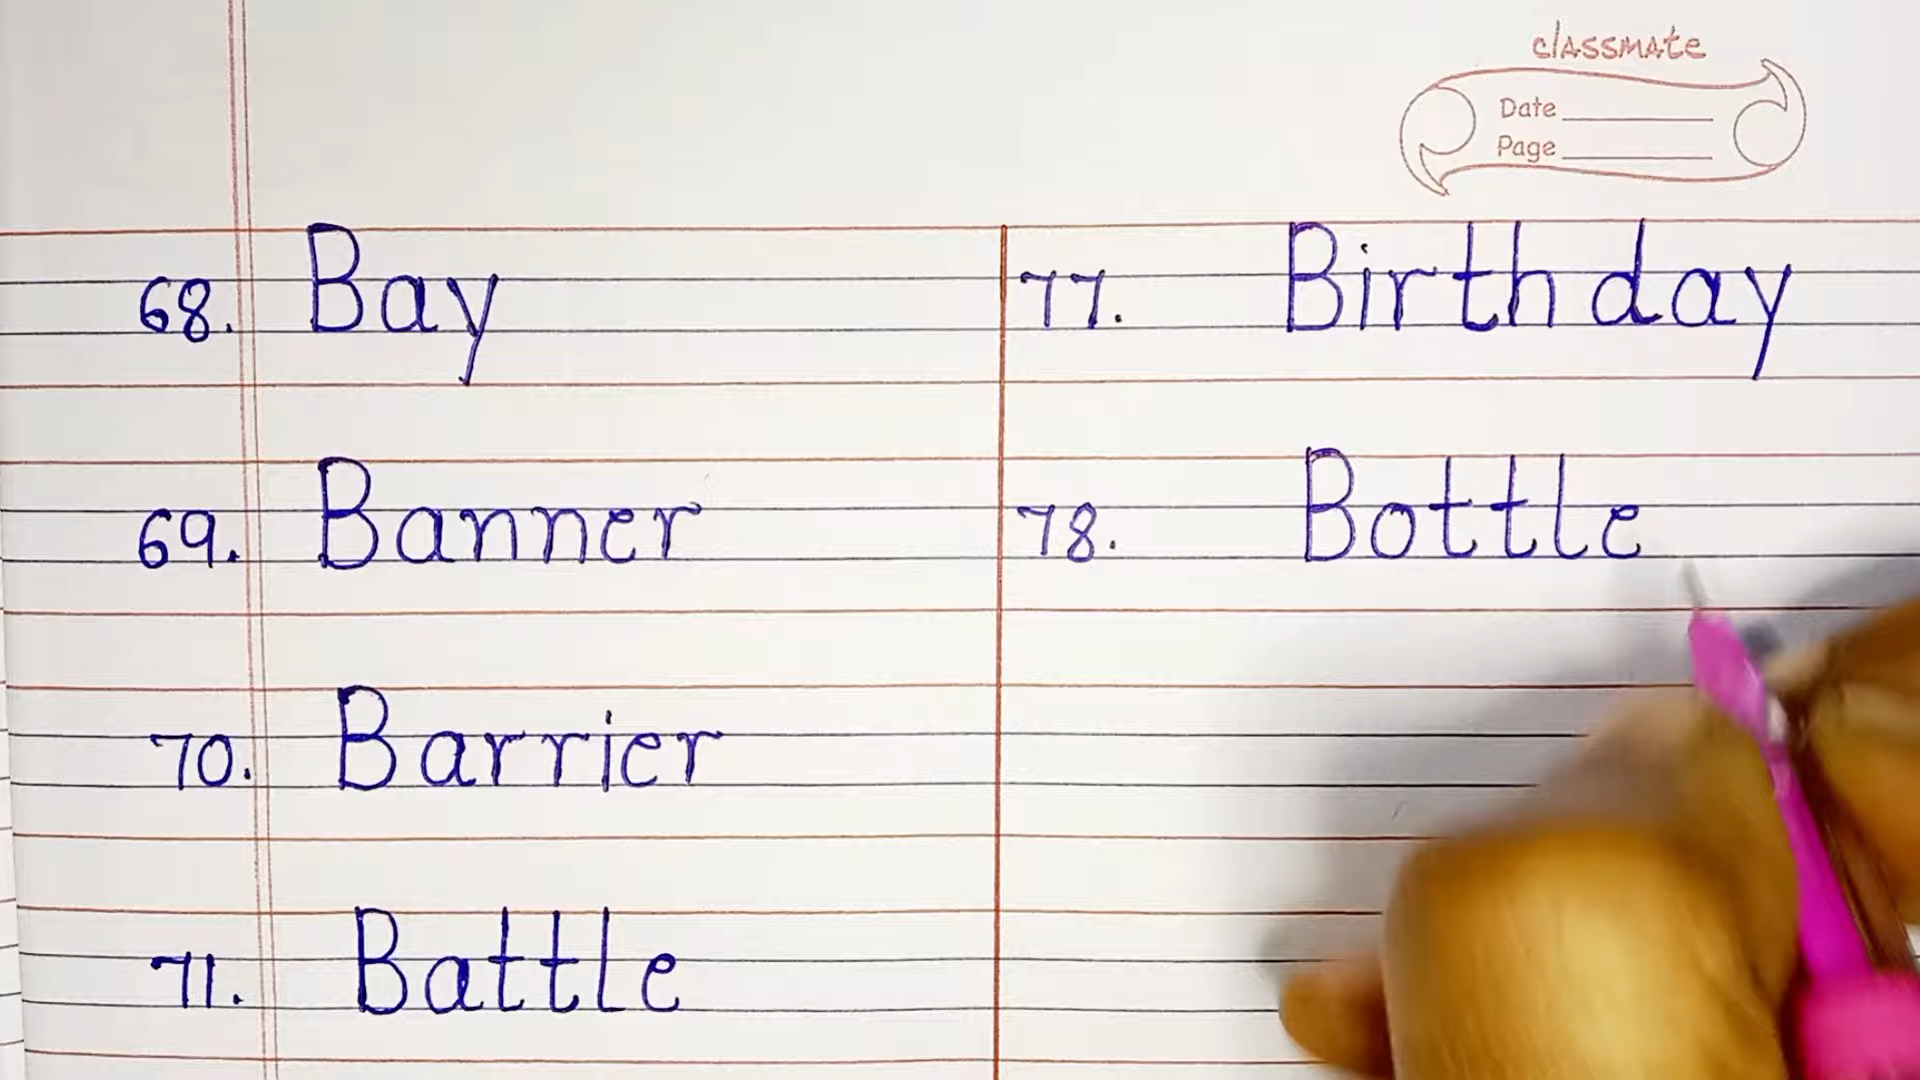 classmate
Date
Page
68. Bay
69. Banner
70. Barrier
71. Battle
77. Birthday
78. Bottle